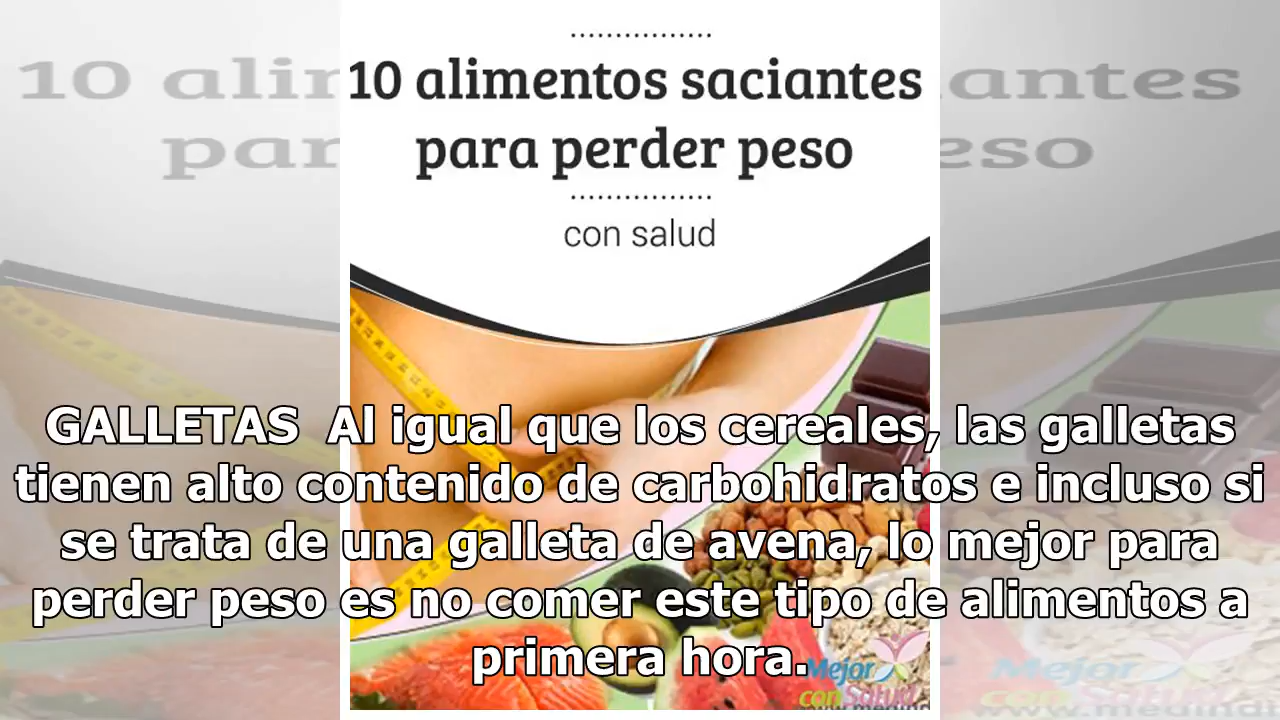 10 alimentos saciantes
para perder peso
con salud
GALLETAS Al igual que los cereales, las galletas
tienen alto contenido de carbohidratos e incluso si
se trata de una galleta de avena, lo mejor para
perder peso es no comer este tipo de alimentos a
primera hora.
Mejor
conSalud